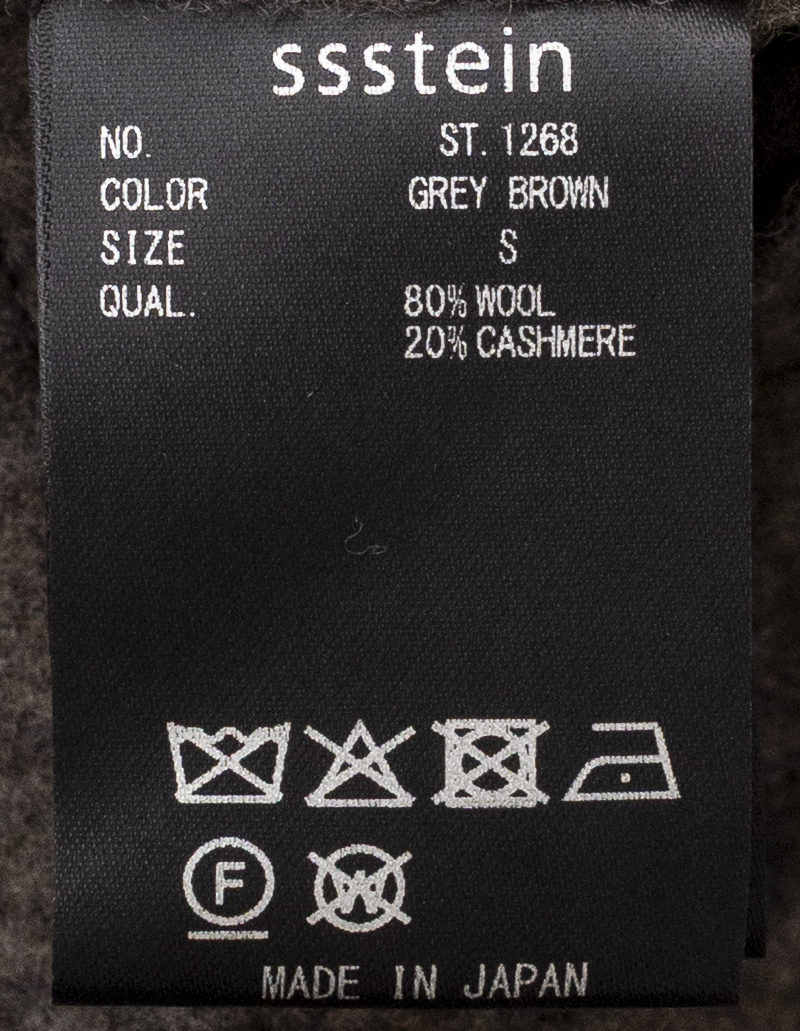 ssstein
NO. ST. 1268
COLOR GREY BROWN
SIZE S
QUAL. 80% WOOL
20% CASHMERE
F W
MADE IN JAPAN